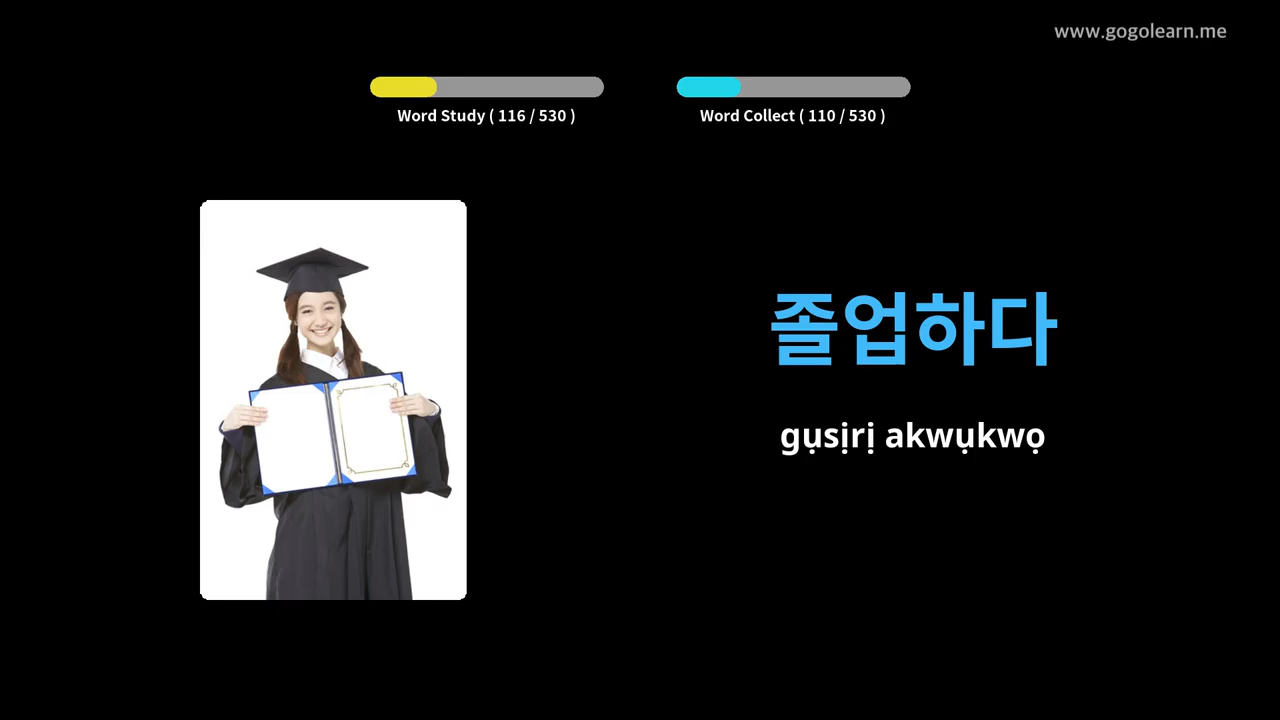 www.gogolearn.me
Word Study ( 116 / 530 )
Word Collect ( 110 / 530 )
졸업하다
gụsịrị akwụkwọ